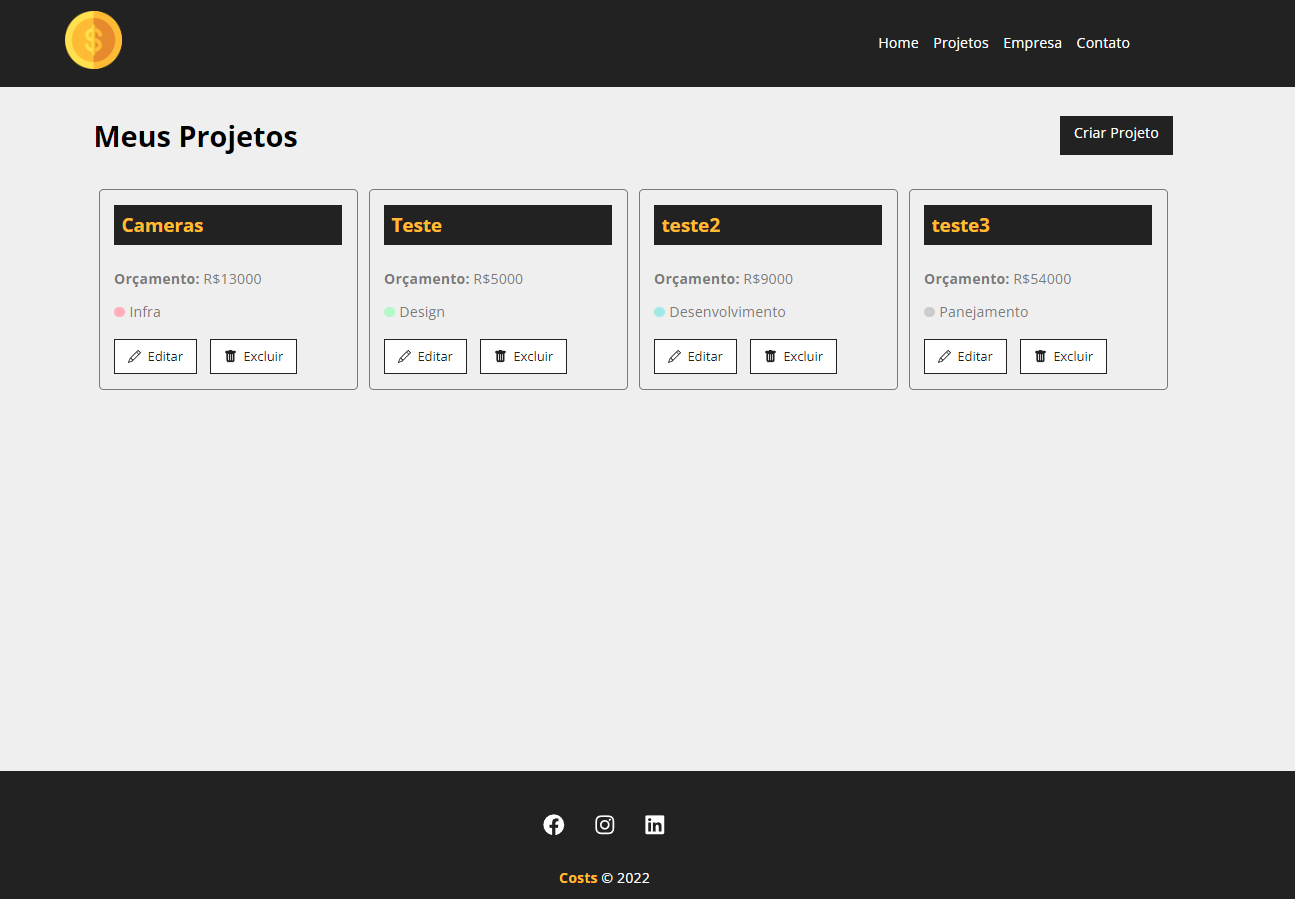 $
Home Projetos Empresa Contato
Meus Projetos
Criar Projeto
Cameras
Orçamento: R$13000
Infra
Editar Excluir
Teste
Orçamento: R$5000
Design
Editar Excluir
teste2
Orçamento: R$9000
Desenvolvimento
Editar Excluir
teste3
Orçamento: R$54000
Panejamento
Editar Excluir
Costs © 2022